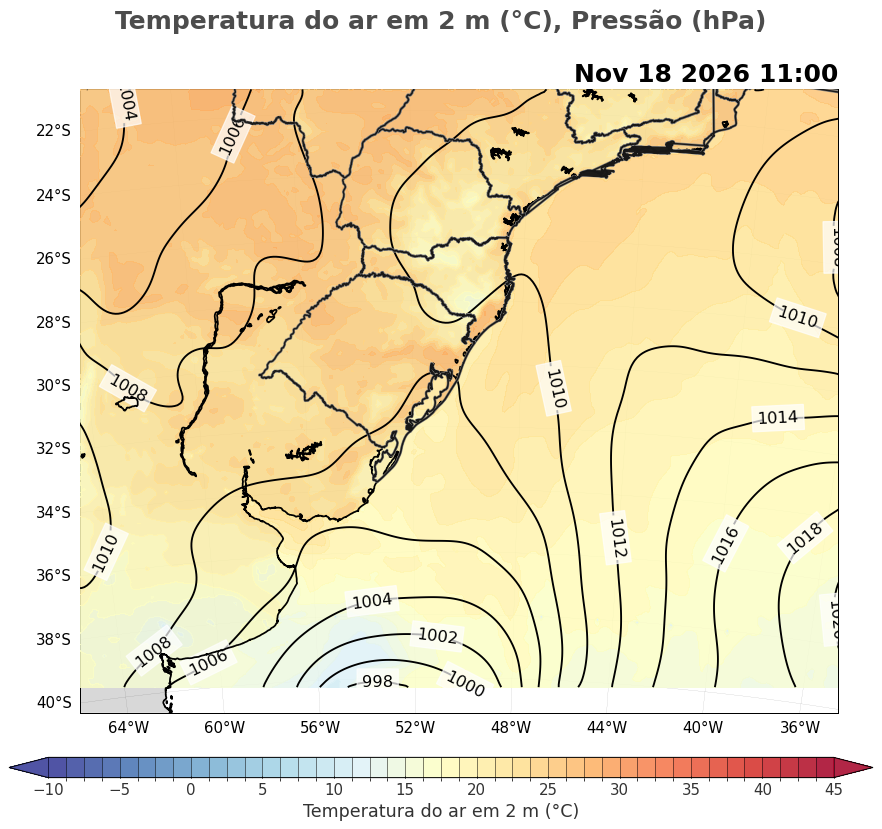 Temperatura do ar em 2 m (°C), Pressão (hPa)
Nov 18 2026 11:00
1004
1006
22°S
24°S
26°S
28°S
1010
30°S
1008
1010
32°S
1014
34°S
1010
1012
1016
1018
36°S
1004
38°S
1008
1006
1002
998
1000
40°S
64°W 60°W 56°W 52°W 48°W 44°W 40°W 36°W
−10 −5 0 5 10 15 20 25 30 35 40 45
Temperatura do ar em 2 m (°C)